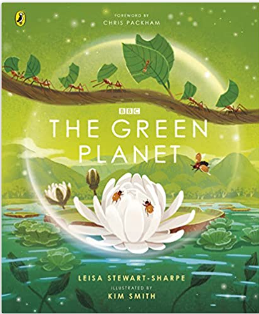 FOREWORD BY
CHRIS PACKHAM
BBC
THE GREEN
PLANET
LEISA STEWART-SHARPE
ILLUSTRATED BY
KIM SMITH